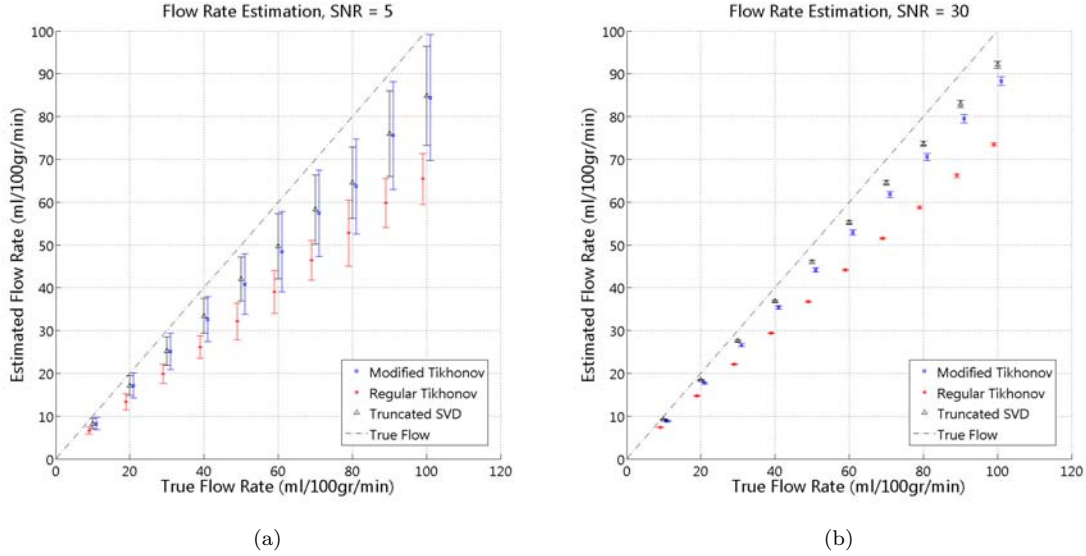 Flow Rate Estimation, SNR = 5
Estimated Flow Rate (ml/100gr/min)
100
90
80
70
60
50
40
30
20
10
0
0 20 40 60 80 100 120
True Flow Rate (ml/100gr/min)
Modified Tikhonov
Regular Tikhonov
Truncated SVD
True Flow
(a)
Flow Rate Estimation, SNR = 30
Estimated Flow Rate (ml/100gr/min)
100
90
80
70
60
50
40
30
20
10
0
0 20 40 60 80 100 120
True Flow Rate (ml/100gr/min)
Modified Tikhonov
Regular Tikhonov
Truncated SVD
True Flow
(b)